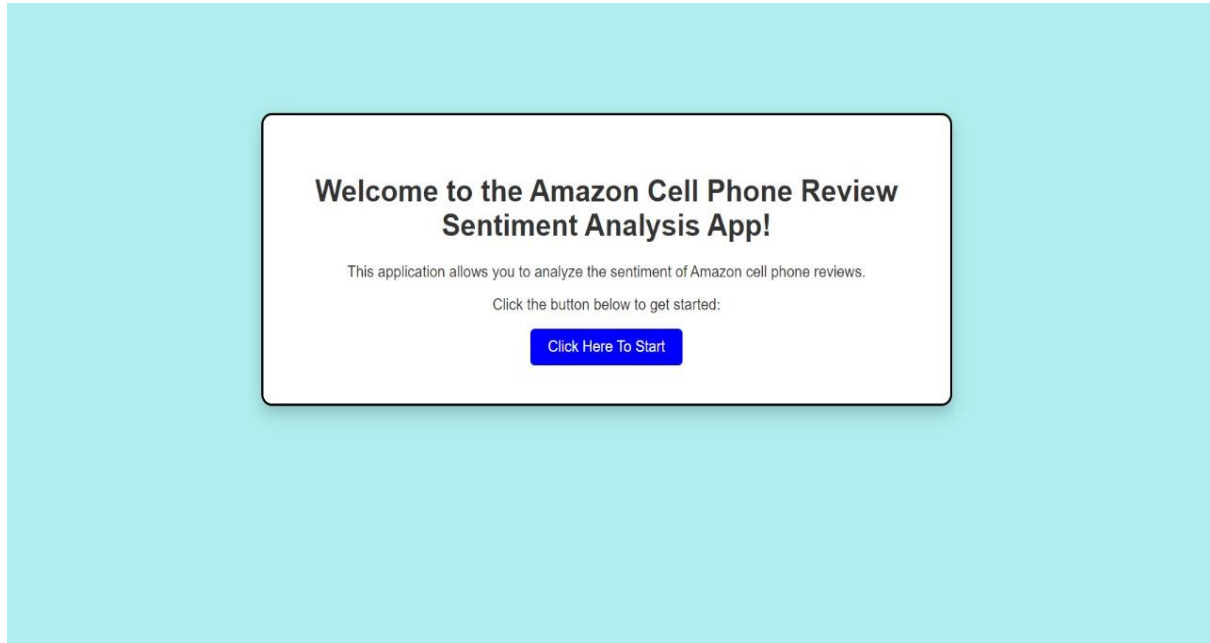 Welcome to the Amazon Cell Phone Review
Sentiment Analysis App!
This application allows you to analyze the sentiment of Amazon cell phone reviews.
Click the button below to get started:
Click Here To Start